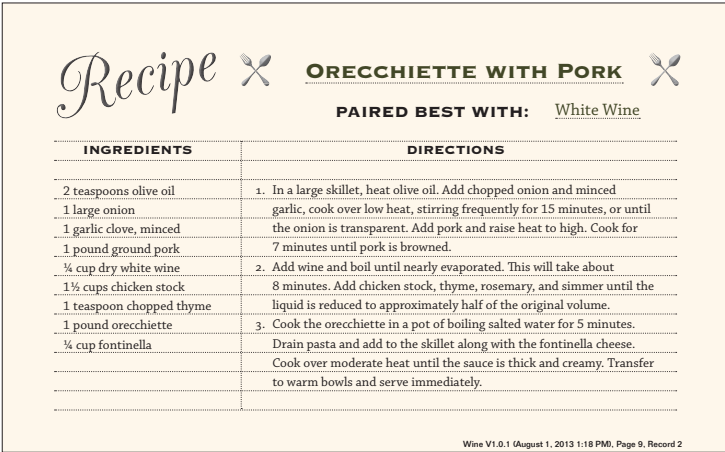 Recipe
Orecchiette with Pork
PAIRED BEST WITH: White Wine
INGREDIENTS
DIRECTIONS
2 teaspoons olive oil
1 large onion
1 garlic clove, minced
1 pound ground pork
¼ cup dry white wine
1½ cups chicken stock
1 teaspoon chopped thyme
1 pound orecchiette
¼ cup fontinella
1. In a large skillet, heat olive oil. Add chopped onion and minced
garlic, cook over low heat, stirring frequently for 15 minutes, or until
the onion is transparent. Add pork and raise heat to high. Cook for
7 minutes until pork is browned.
2. Add wine and boil until nearly evaporated. This will take about
8 minutes. Add chicken stock, thyme, rosemary, and simmer until the
liquid is reduced to approximately half of the original volume.
3. Cook the orecchiette in a pot of boiling salted water for 5 minutes.
Drain pasta and add to the skillet along with the fontinella cheese.
Cook over moderate heat until the sauce is thick and creamy. Transfer
to warm bowls and serve immediately.
Wine V1.0.1 (August 1, 2013 1:18 PM), Page 9, Record 2